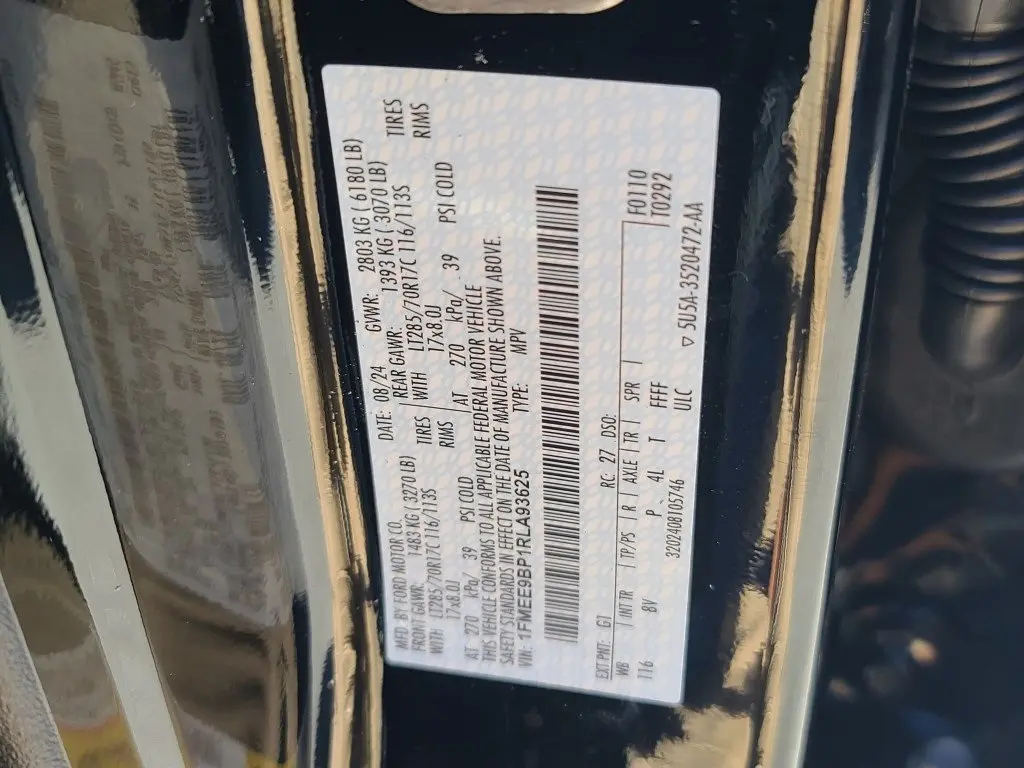 MFD. BY FORD MOTOR CO.
DATE: 08/24 GVWR: 2803 KG ( 6180 LB)
FRONT GAWR: 1483 KG ( 3270 LB) REAR GAWR: 1393 KG ( 3070 LB)
WITH LT285/70R17C 116/113S TIRES WITH LT285/70R17C 116/113S TIRES
17x8.0J RIMS 17x8.0J RIMS
AT 270 kPa/ 39 PSI COLD AT 270 kPa/ 39 PSI COLD
THIS VEHICLE CONFORMS TO ALL APPLICABLE FEDERAL MOTOR VEHICLE
SAFETY STANDARDS IN EFFECT ON THE DATE OF MANUFACTURE SHOWN ABOVE.
VIN: 1FMEE9BP1RLA93625 TYPE: MPV
EXT PNT: G1 RC: 27 DSO: F0110
WB INT TR TP/PS R AXLE TR SPR T0292
116 8V P 4L T FFF
3202408105746 ULC ▽ 5U5A-3520472-AA